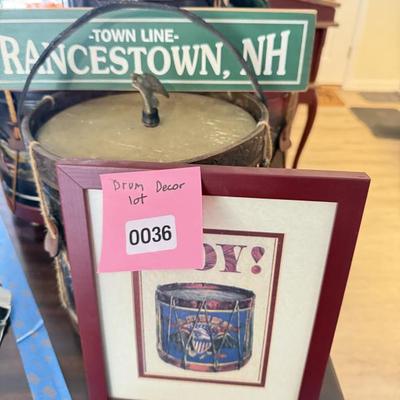 -TOWN LINE-
RANCESTOWN, NH
Drum Decor
lot
0036
OY!